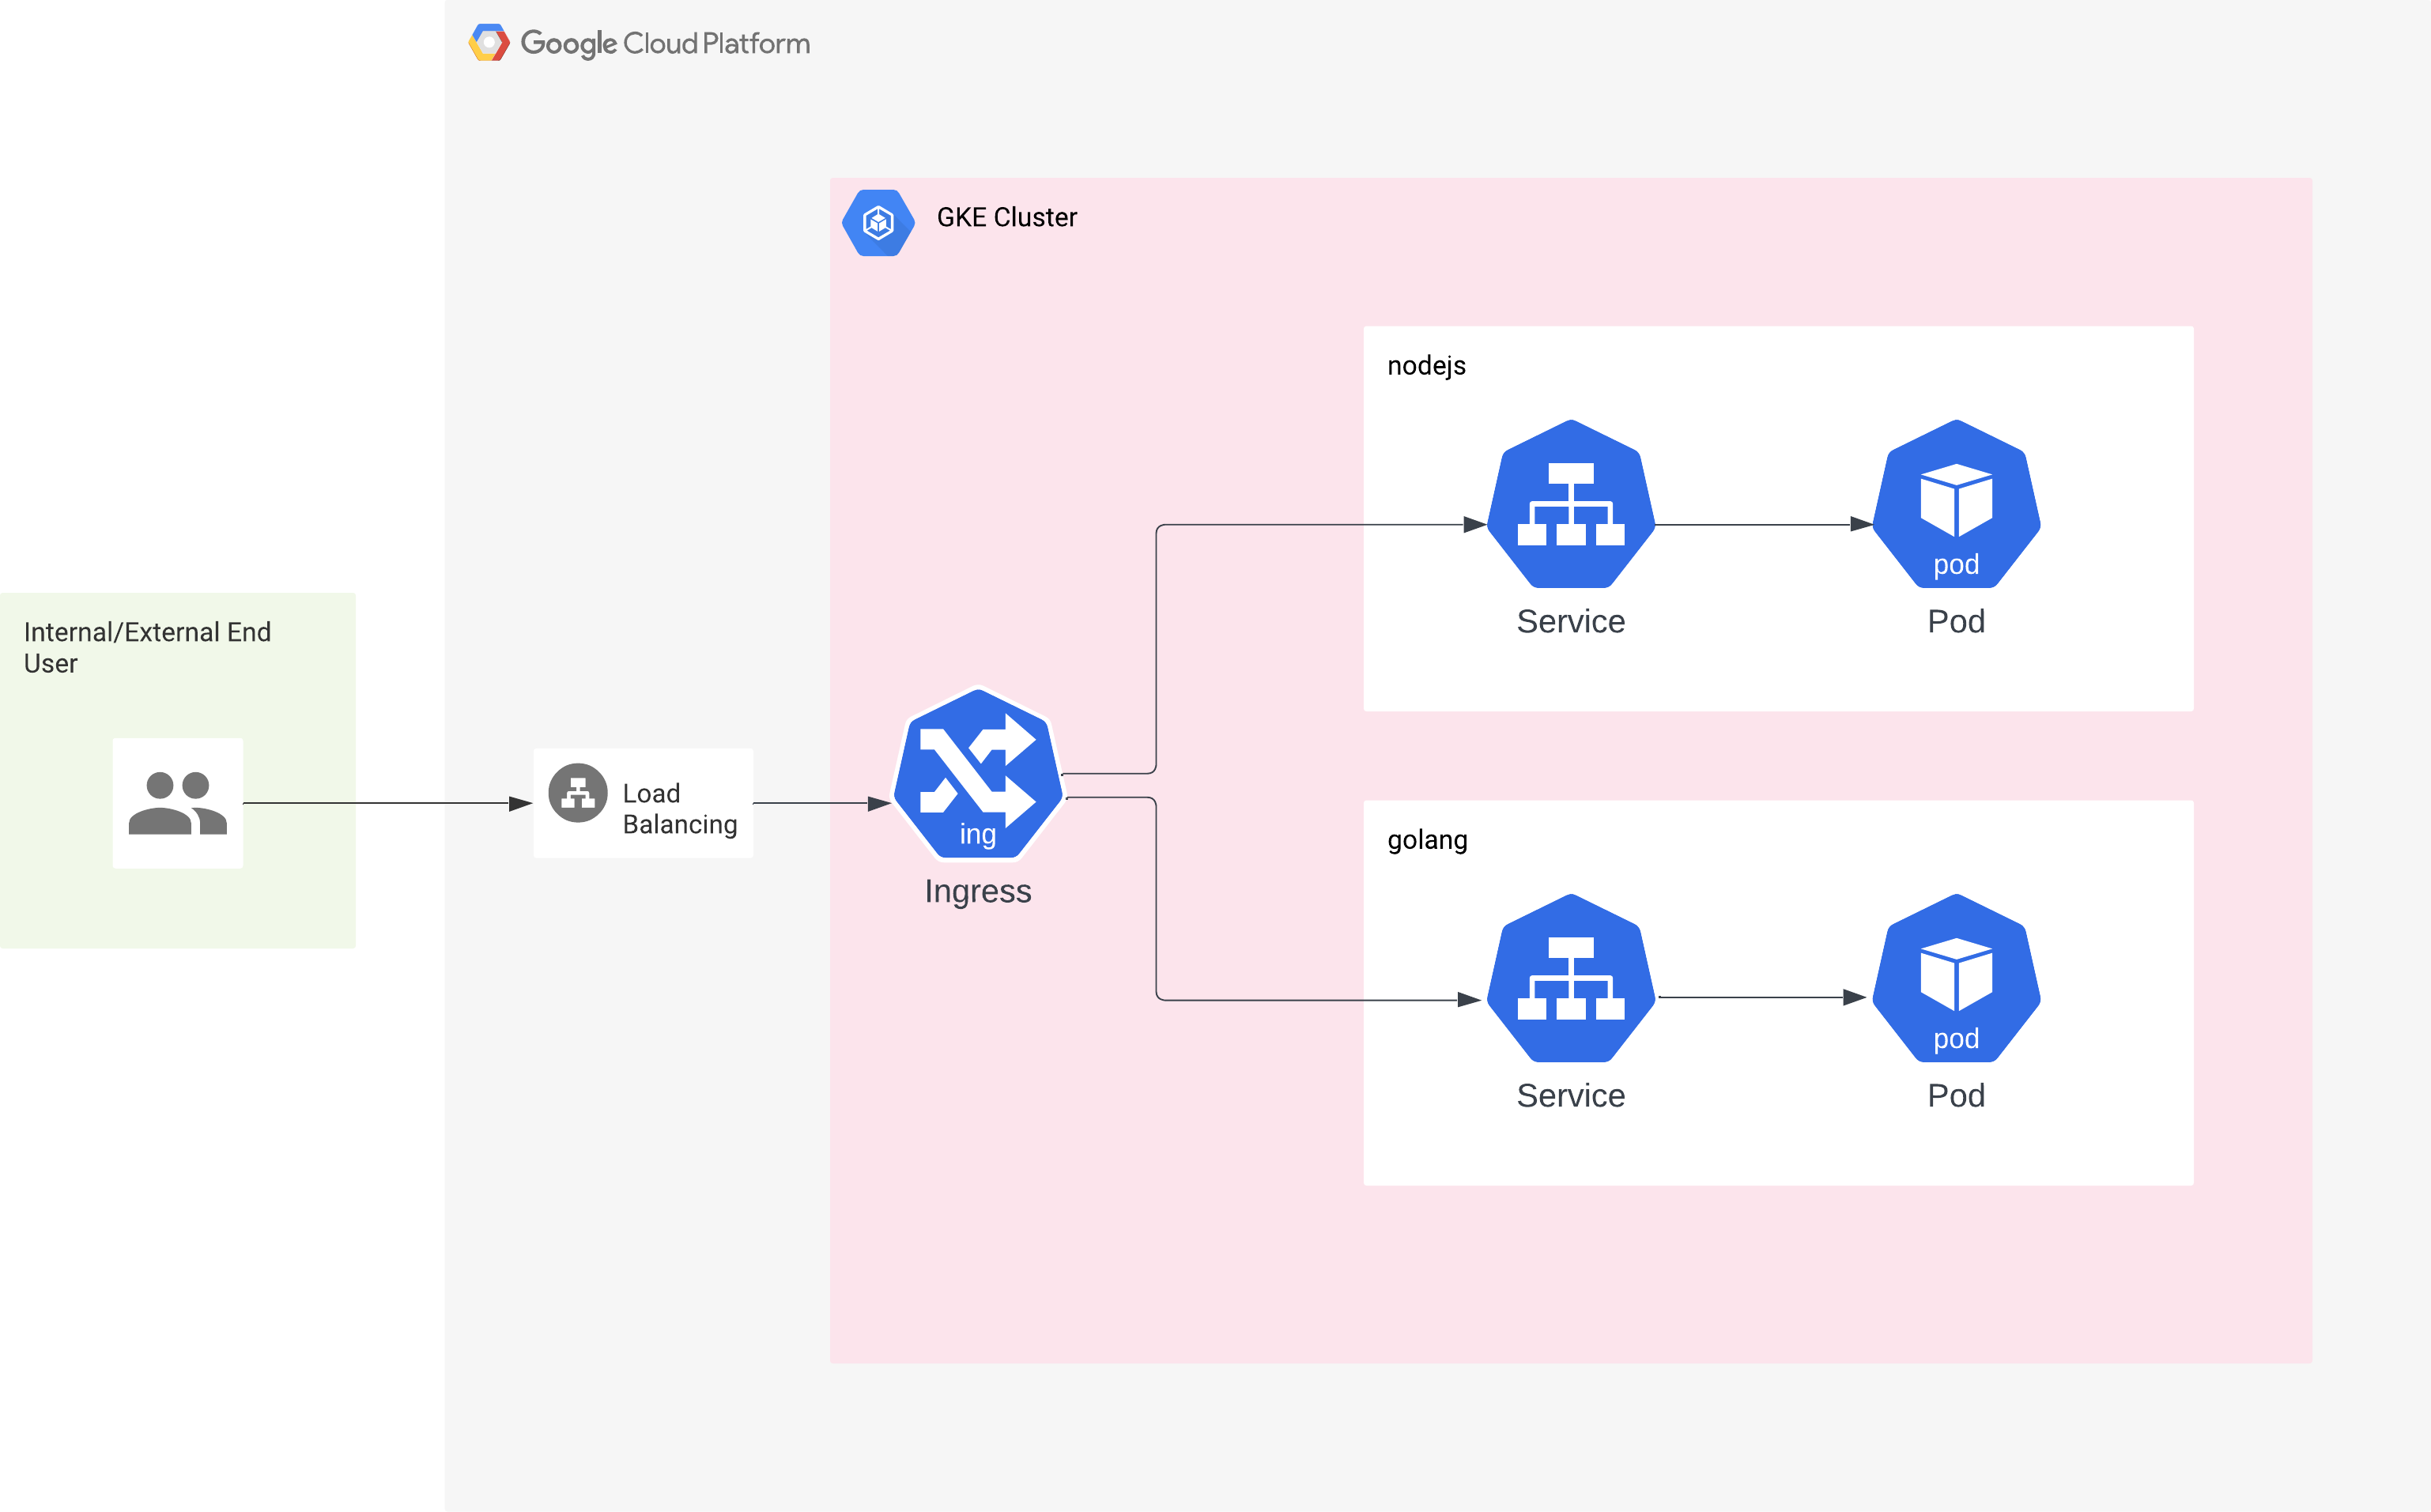 Google Cloud Platform
GKE Cluster
nodejs
pod
Service
Pod
Internal/External End
User
Load
Balancing
ing
Ingress
golang
pod
Service
Pod